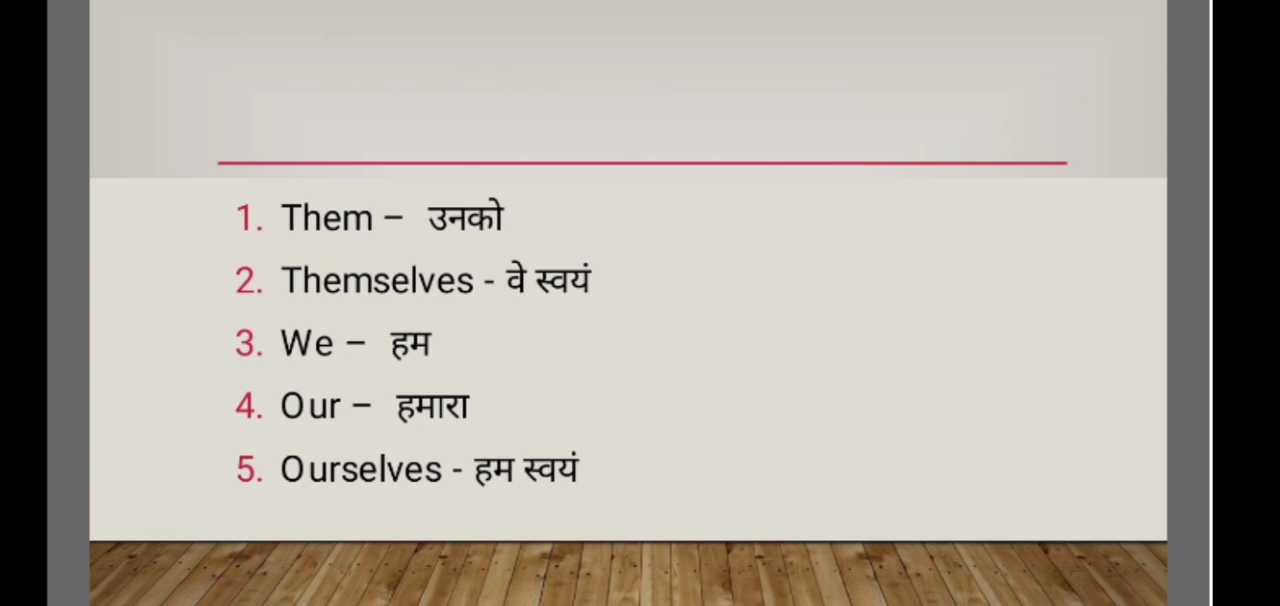 1. Them – उनको
2. Themselves - वे स्वयं
3. We – हम
4. Our – हमारा
5. Ourselves - हम स्वयं